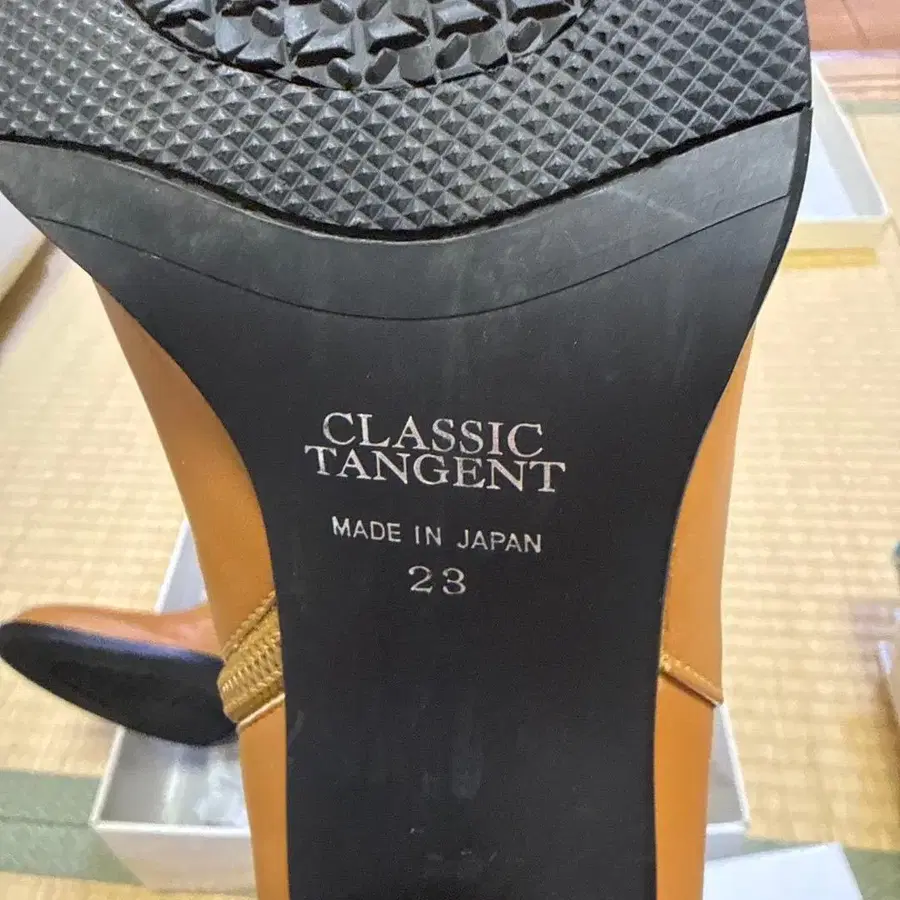 CLASSIC
TANGENT
MADE IN JAPAN
23